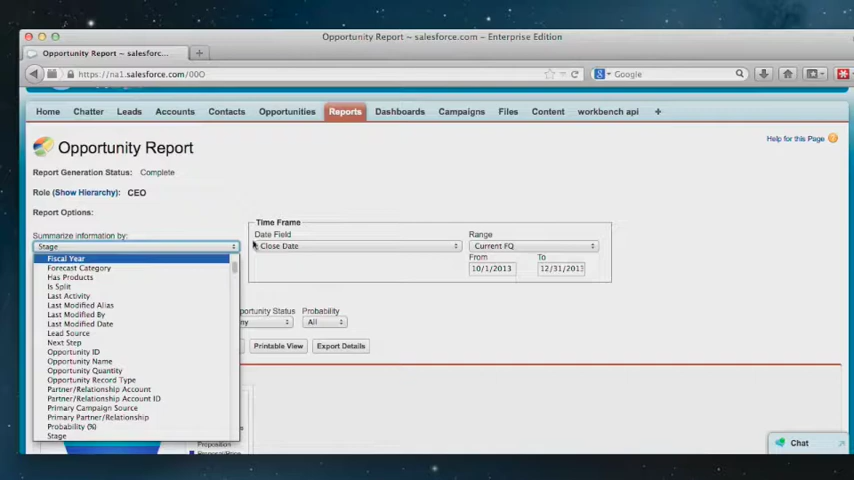 Opportunity Report ~ salesforce.com - Enterprise Edition
Opportunity Report ~ salesforc...
https://na1.salesforce.com/00O
Google
Home Chatter Leads Accounts Contacts Opportunities Reports Dashboards Campaigns Files Content workbench api +
Opportunity Report
Help for this Page
Report Generation Status: Complete
Role (Show Hierarchy): CEO
Report Options:
Summarize information by:
Stage
Time Frame
Date Field
Range
Close Date
Current FQ
From
To
10/1/2013
12/31/2013
Fiscal Year
Forecast Category
Has Products
Is Split
Last Activity
Last Modified Alias
Last Modified By
Last Modified Date
Lead Source
Next Step
Opportunity ID
Opportunity Name
Opportunity Quantity
Opportunity Record Type
Partner/Relationship Account
Partner/Relationship Account ID
Primary Campaign Source
Primary Partner/Relationship
Probability (%)
Stage
portunity Status
Probability
ny
All
Printable View
Export Details
Chat